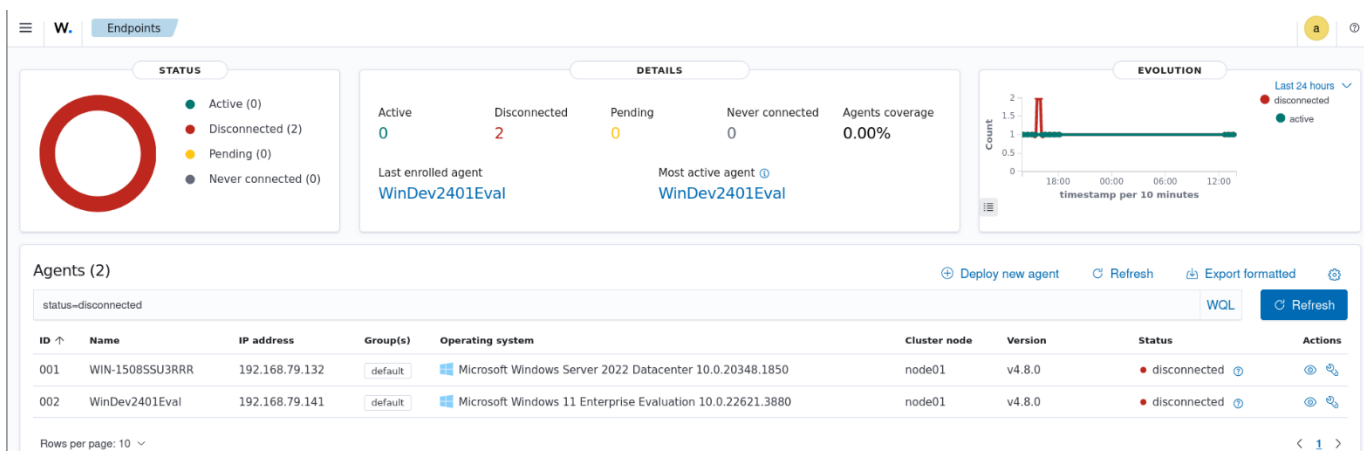 W. Endpoints a
STATUS
Active (0)
Disconnected (2)
Pending (0)
Never connected (0)
DETAILS
Active Disconnected Pending Never connected Agents coverage
0 2 0 0 0.00%
Last enrolled agent Most active agent
WinDev2401Eval WinDev2401Eval
EVOLUTION
Last 24 hours
disconnected
active
Count
2
1.5
1
0.5
0
18:00 00:00 06:00 12:00
timestamp per 10 minutes
Agents (2)
Deploy new agent Refresh Export formatted
status=disconnected WQL Refresh
ID Name IP address Group(s) Operating system Cluster node Version Status Actions
001 WIN-1508SSU3RRR 192.168.79.132 default Microsoft Windows Server 2022 Datacenter 10.0.20348.1850 node01 v4.8.0 disconnected
002 WinDev2401Eval 192.168.79.141 default Microsoft Windows 11 Enterprise Evaluation 10.0.22621.3880 node01 v4.8.0 disconnected
Rows per page: 10 < 1 >